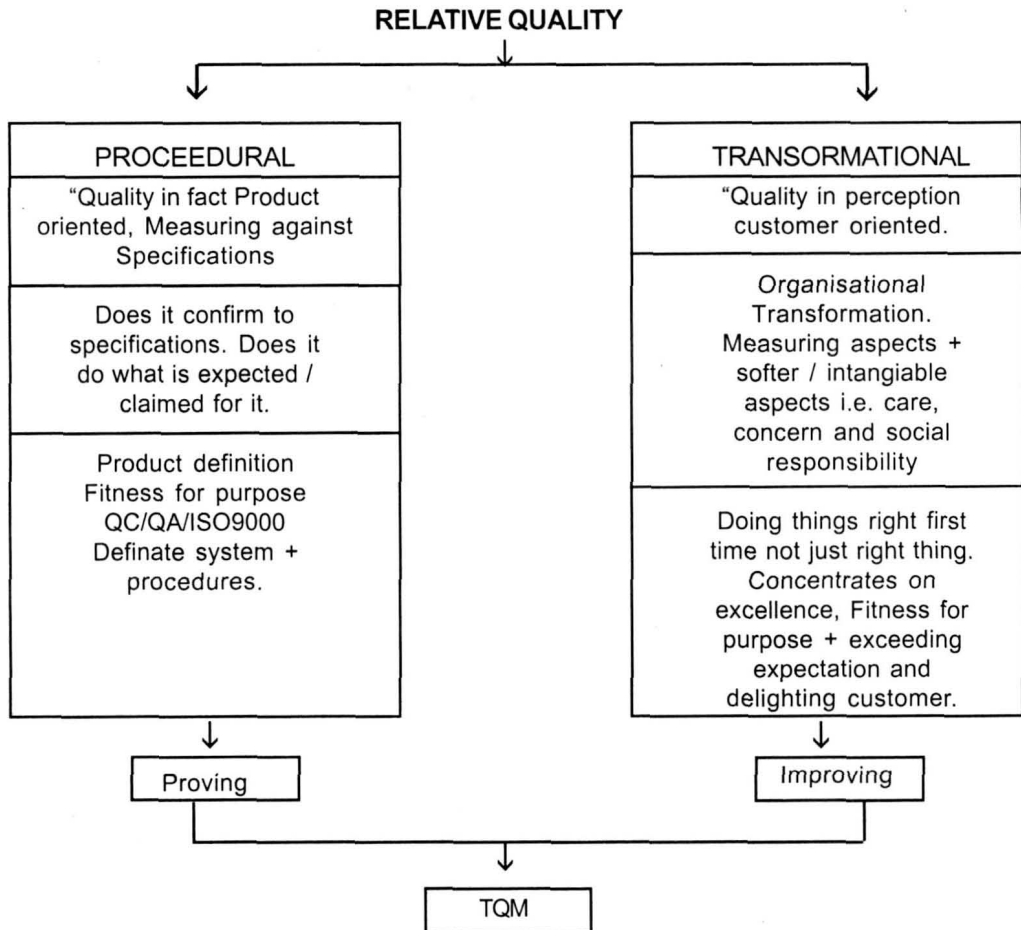 RELATIVE QUALITY
PROCEEDURAL
“Quality in fact Product
oriented, Measuring against
Specifications
Does it confirm to
specifications. Does it
do what is expected /
claimed for it.
Product definition
Fitness for purpose
QC/QA/ISO9000
Definate system +
procedures.
Proving
TRANSORMATIONAL
“Quality in perception
customer oriented.
Organisational
Transformation.
Measuring aspects +
softer / intangiable
aspects i.e. care,
concern and social
responsibility
Doing things right first
time not just right thing.
Concentrates on
excellence, Fitness for
purpose + exceeding
expectation and
delighting customer.
Improving
TQM